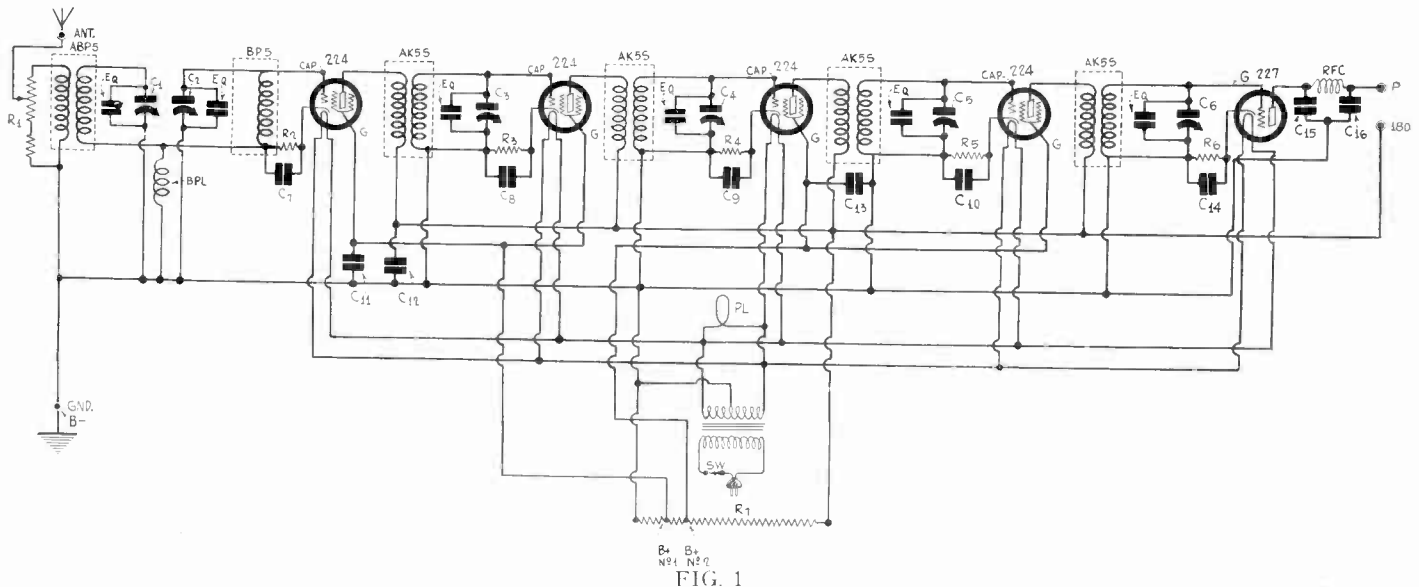 ANT.
ABP5
BP5
CAP. 224
AK5S
CAP. 224
AK5S
CAP. 224
AK5S
CAP. 224
AK5S
G 227
RFC
P
180
R1
EQ
C1
C2
EQ
R2
C7
G
EQ
C3
R3
C8
G
EQ
C4
R4
C9
G
C13
EQ
C5
R5
C10
G
EQ
C6
R6
C14
C15
C16
BPL
C11
C12
PL
GND.
B-
SW
R7
B+
Nº1
B+
Nº2
FIG. 1